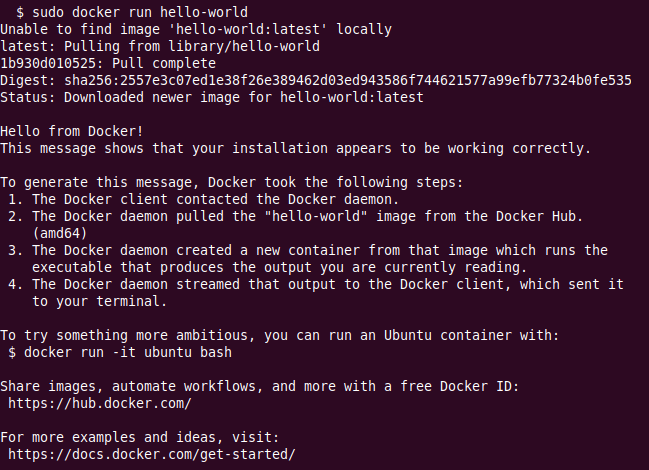 $ sudo docker run hello-world
Unable to find image 'hello-world:latest' locally
latest: Pulling from library/hello-world
1b930d010525: Pull complete
Digest: sha256:2557e3c07ed1e38f26e389462d03ed943586f744621577a99efb77324b0fe535
Status: Downloaded newer image for hello-world:latest
Hello from Docker!
This message shows that your installation appears to be working correctly.
To generate this message, Docker took the following steps:
1. The Docker client contacted the Docker daemon.
2. The Docker daemon pulled the "hello-world" image from the Docker Hub.
(amd64)
3. The Docker daemon created a new container from that image which runs the
executable that produces the output you are currently reading.
4. The Docker daemon streamed that output to the Docker client, which sent it
to your terminal.
To try something more ambitious, you can run an Ubuntu container with:
$ docker run -it ubuntu bash
Share images, automate workflows, and more with a free Docker ID:
https://hub.docker.com/
For more examples and ideas, visit:
https://docs.docker.com/get-started/